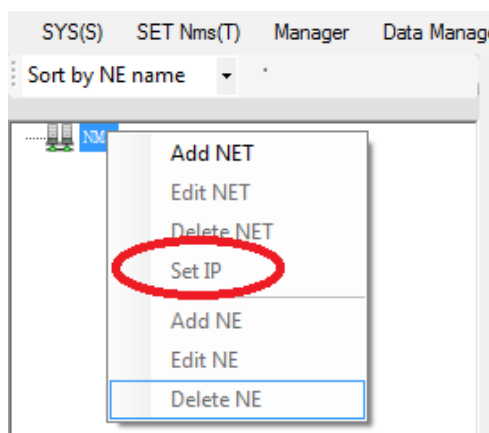 SYS(S) SET Nms(T) Manager Data Manag
Sort by NE name
NM
Add NET
Edit NET
Delete NET
Set IP
Add NE
Edit NE
Delete NE